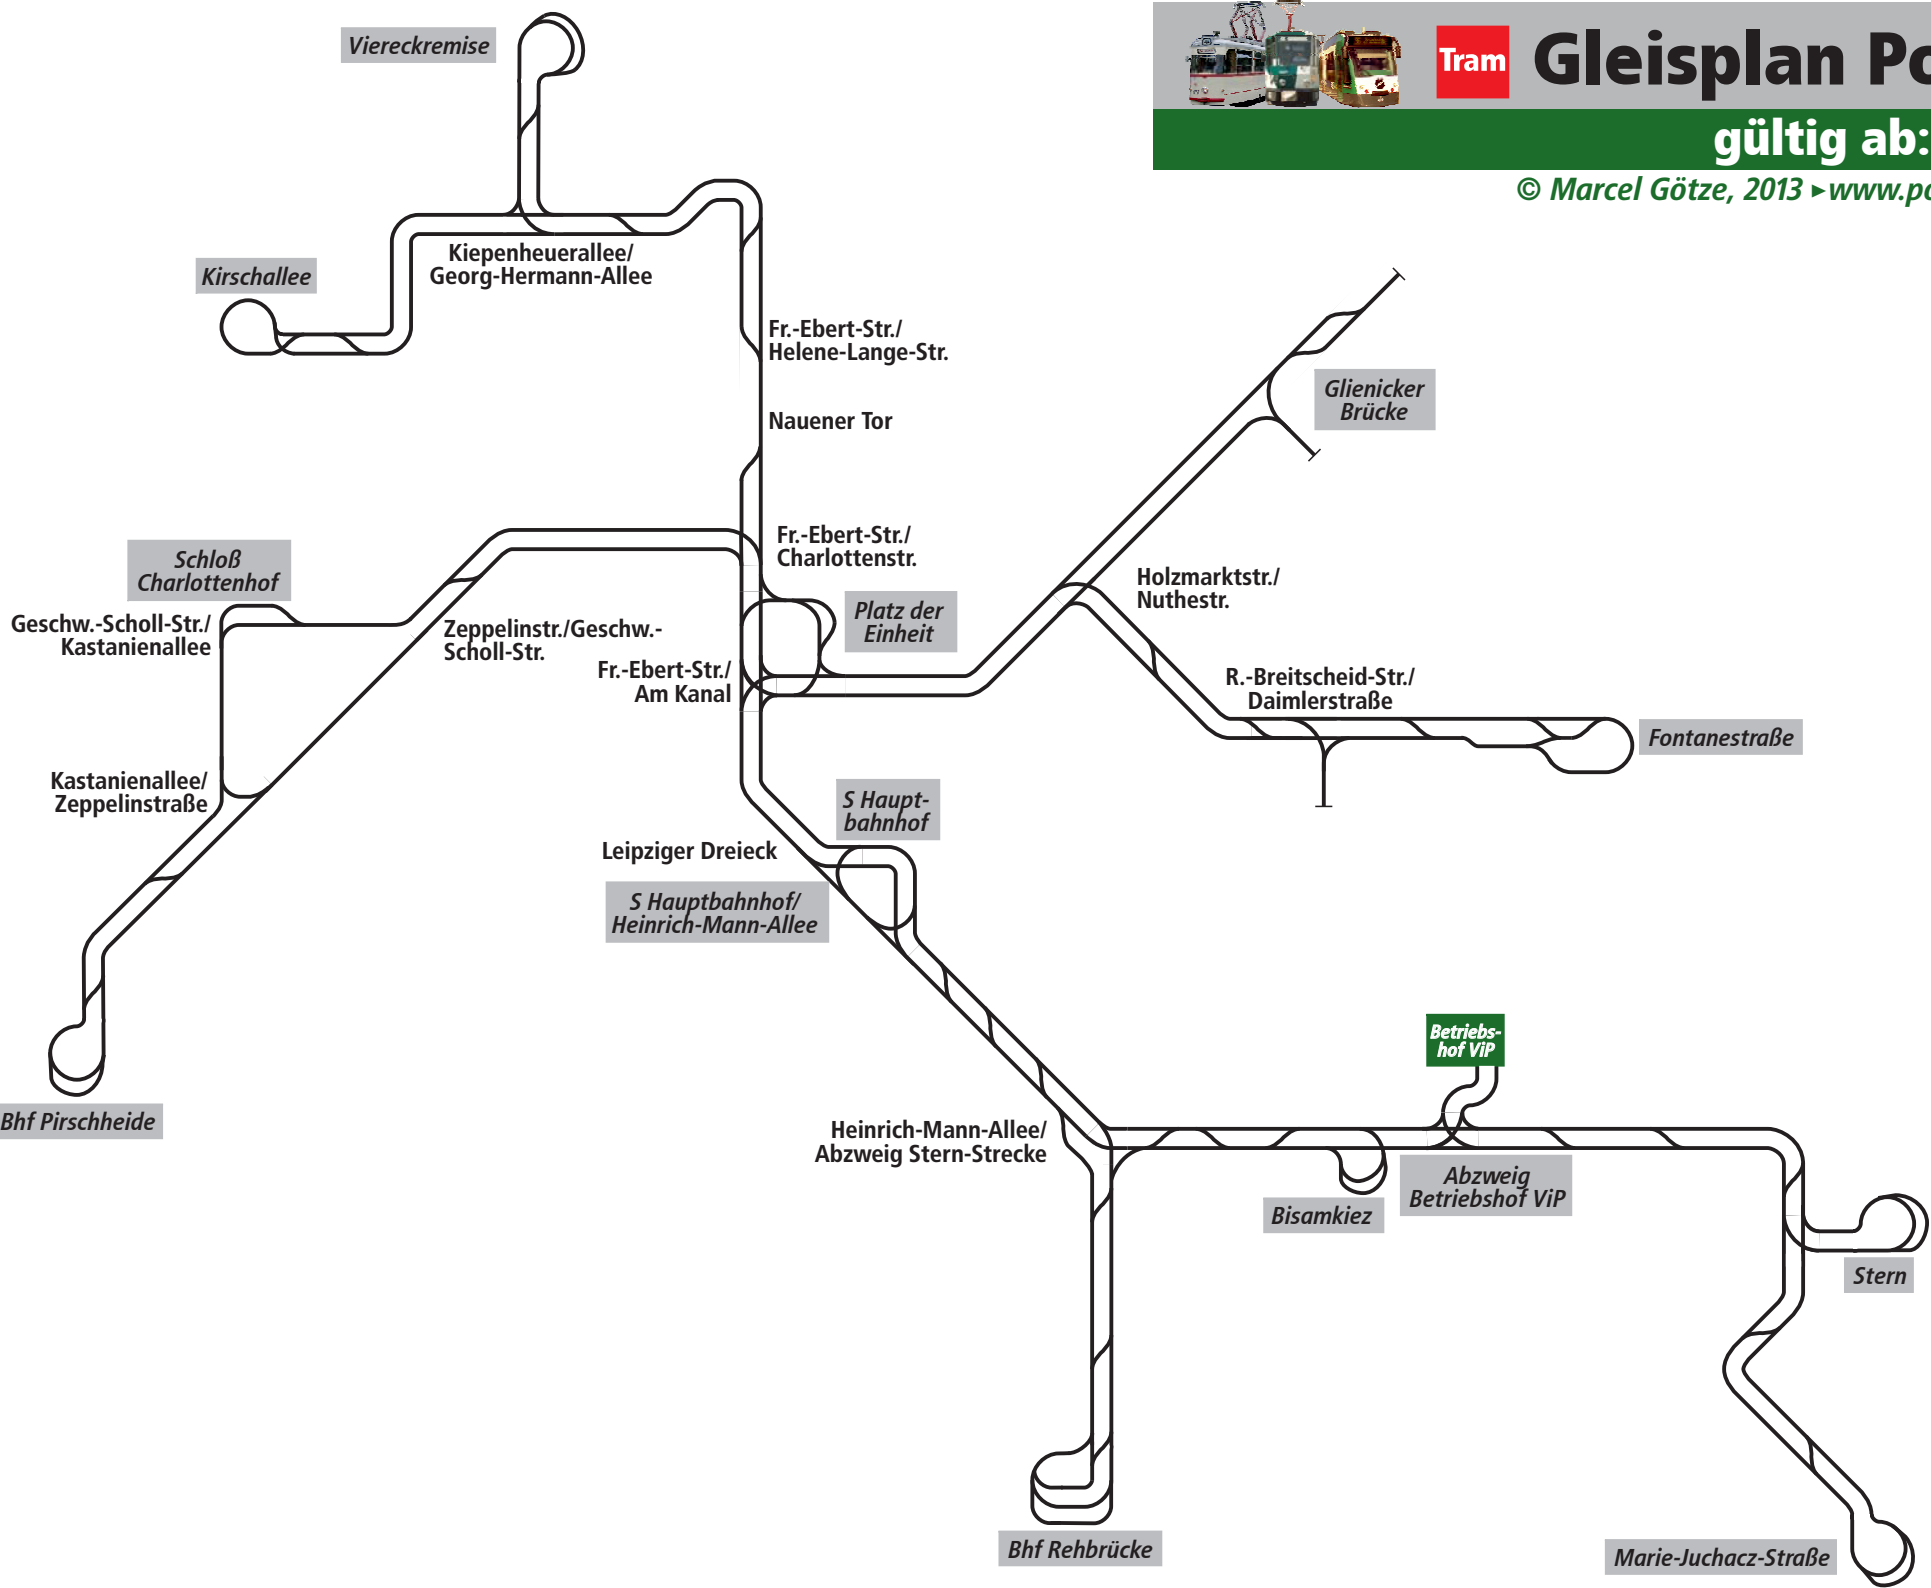 Viereckremise
Tram
Gleisplan Po
gültig ab:
© Marcel Götze, 2013 ▸www.po
Kiepenheuerallee/
Georg-Hermann-Allee
Kirschallee
Fr.-Ebert-Str./
Helene-Lange-Str.
Glienicker
Brücke
Nauener Tor
Fr.-Ebert-Str./
Charlottenstr.
Schloß
Charlottenhof
Holzmarktstr./
Nuthestr.
Platz der
Einheit
Geschw.-Scholl-Str./
Kastanienallee
Zeppelinstr./Geschw.-
Scholl-Str.
Fr.-Ebert-Str./
Am Kanal
R.-Breitscheid-Str./
Daimlerstraße
Fontanestraße
Kastanienallee/
Zeppelinstraße
S Haupt-
bahnhof
Leipziger Dreieck
S Hauptbahnhof/
Heinrich-Mann-Allee
Betriebs-
hof ViP
Bhf Pirschheide
Heinrich-Mann-Allee/
Abzweig Stern-Strecke
Abzweig
Betriebshof ViP
Bisamkiez
Stern
Bhf Rehbrücke
Marie-Juchacz-Straße